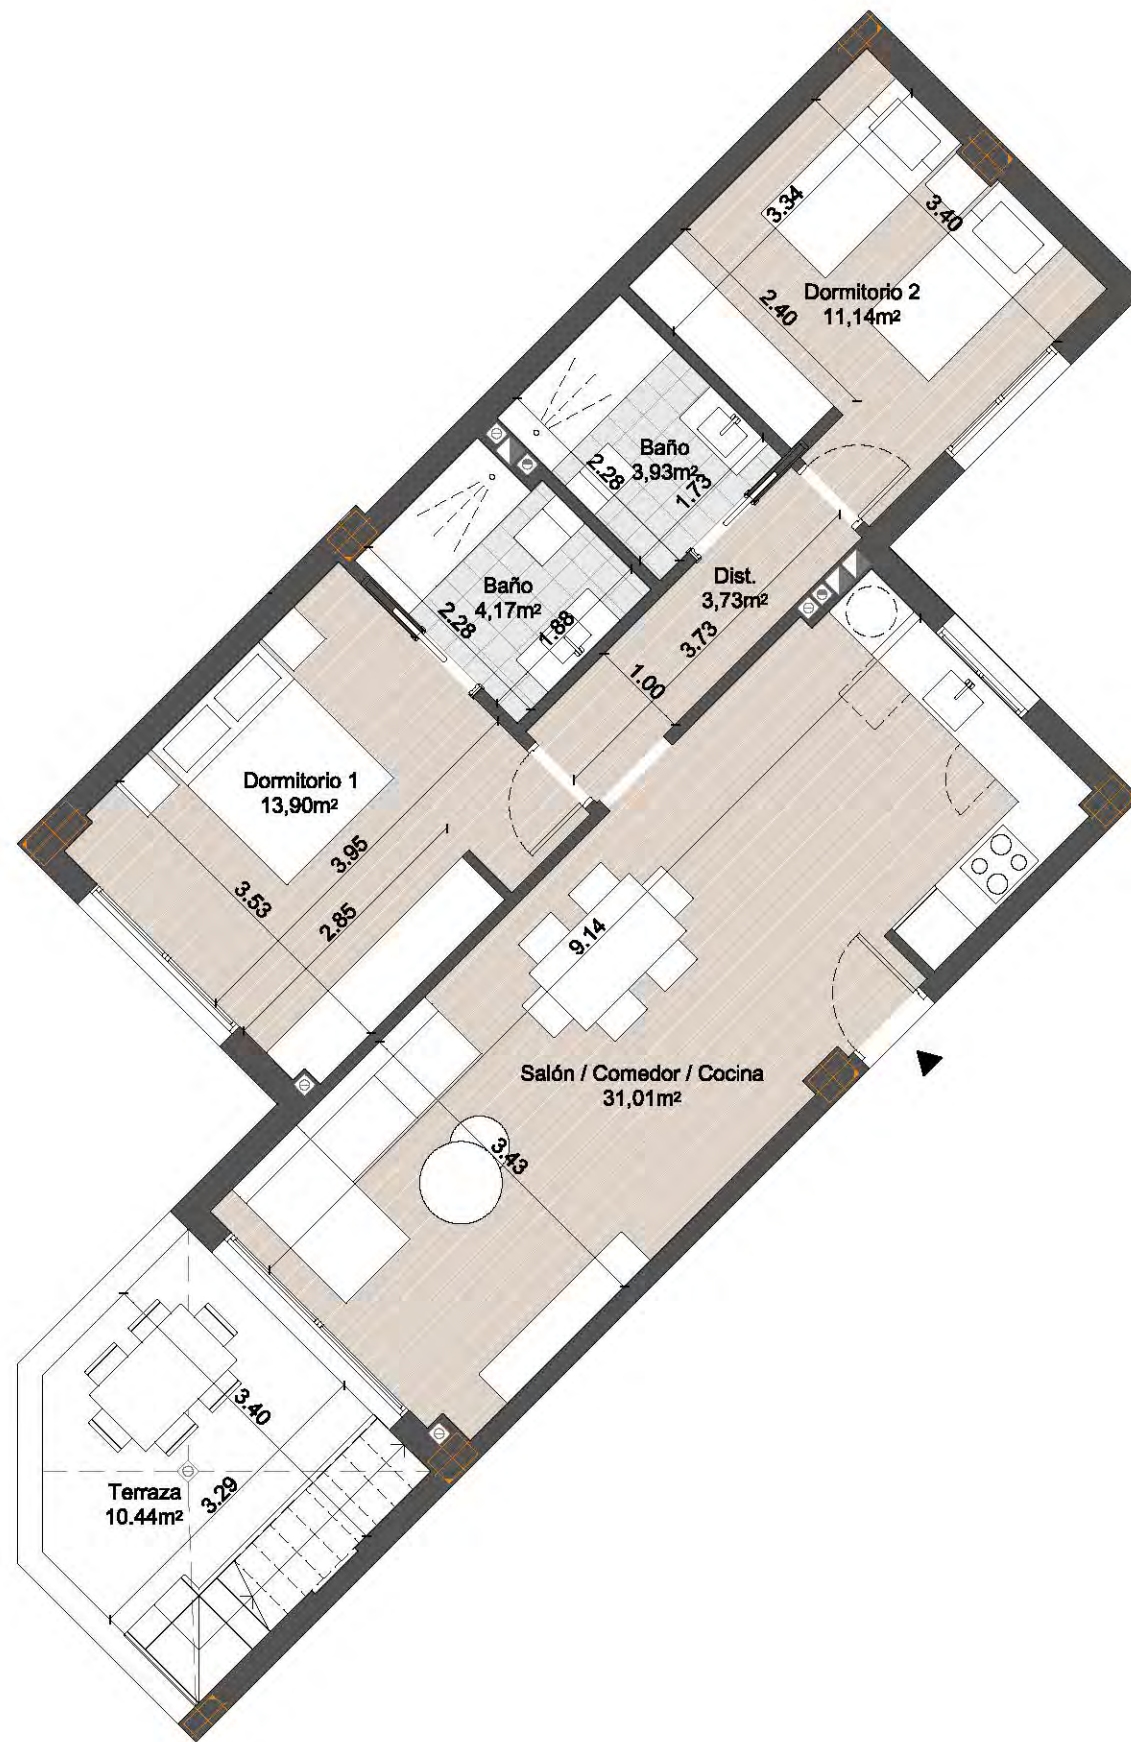 3.34
3.40
Dormitorio 2
11,14m²
2.40
Baño
3,93m²
2.28
1.73
Baño
4,17m²
2.28
1.88
Dist.
3,73m²
3.73
1.00
Dormitorio 1
13,90m²
3.95
3.53
2.85
9.14
Salón / Comedor / Cocina
31,01m²
3.43
3.40
3.29
Terraza
10.44m²